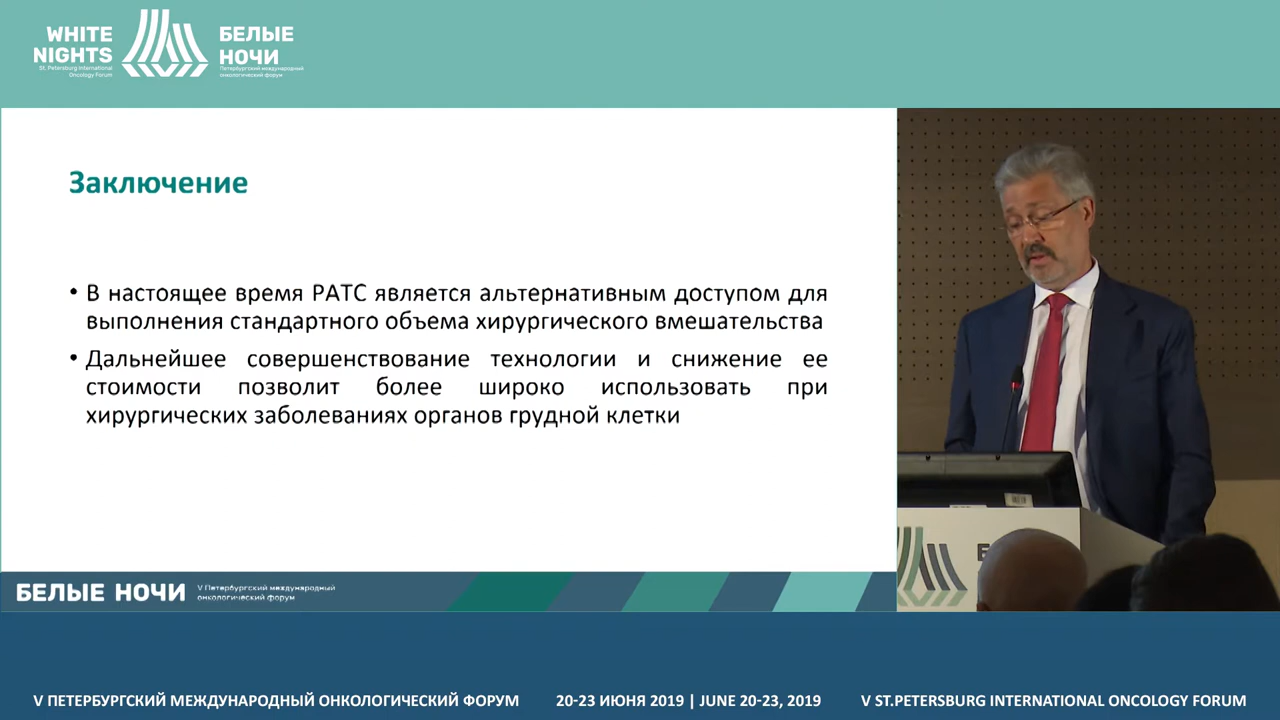 WHITE
NIGHTS
St. Petersburg International
Oncology Forum
БЕЛЫЕ
НОЧИ
Петербургский международный
онкологический форум
Заключение
• В настоящее время РАТС является альтернативным доступом для
выполнения стандартного объема хирургического вмешательства
• Дальнейшее совершенствование технологии и снижение ее
стоимости позволит более широко использовать при
хирургических заболеваниях органов грудной клетки
БЕЛЫЕ НОЧИ
V Петербургский международный
онкологический форум
V ПЕТЕРБУРГСКИЙ МЕЖДУНАРОДНЫЙ ОНКОЛОГИЧЕСКИЙ ФОРУМ
20-23 ИЮНЯ 2019 | JUNE 20-23, 2019
V ST.PETERSBURG INTERNATIONAL ONCOLOGY FORUM